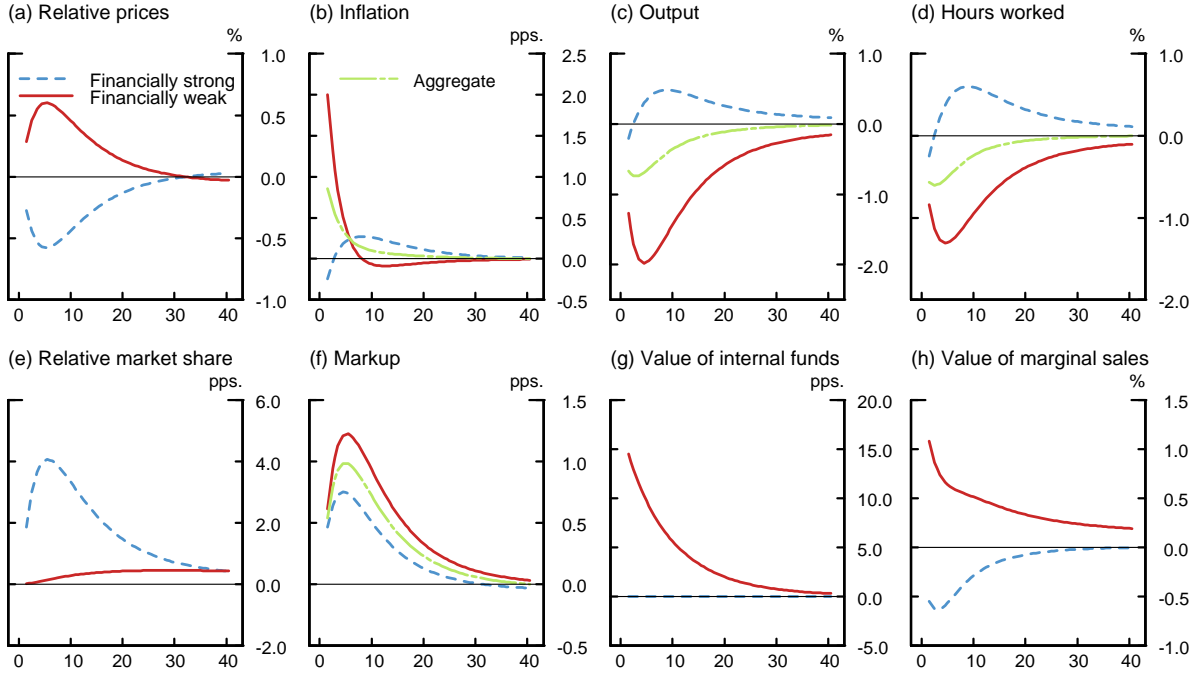 (a) Relative prices
%
Financially strong
Financially weak
1.0
0.0
-0.5
-1.0
0 10 20 30 40
(b) Inflation
pps.
Aggregate
2.5
2.0
1.5
1.0
0.5
0.0
-0.5
0 10 20 30 40
(c) Output
%
1.0
0.0
-1.0
-2.0
0 10 20 30 40
(d) Hours worked
%
1.0
0.0
-1.0
-2.0
0 10 20 30 40
(e) Relative market share
pps.
6.0
4.0
2.0
0.0
-2.0
0 10 20 30 40
(f) Markup
pps.
1.5
1.0
0.5
0.0
-0.5
0 10 20 30 40
(g) Value of internal funds
pps.
20.0
15.0
10.0
5.0
0.0
-5.0
0 10 20 30 40
(h) Value of marginal sales
%
1.5
1.0
0.5
0.0
-0.5
-1.0
0 10 20 30 40